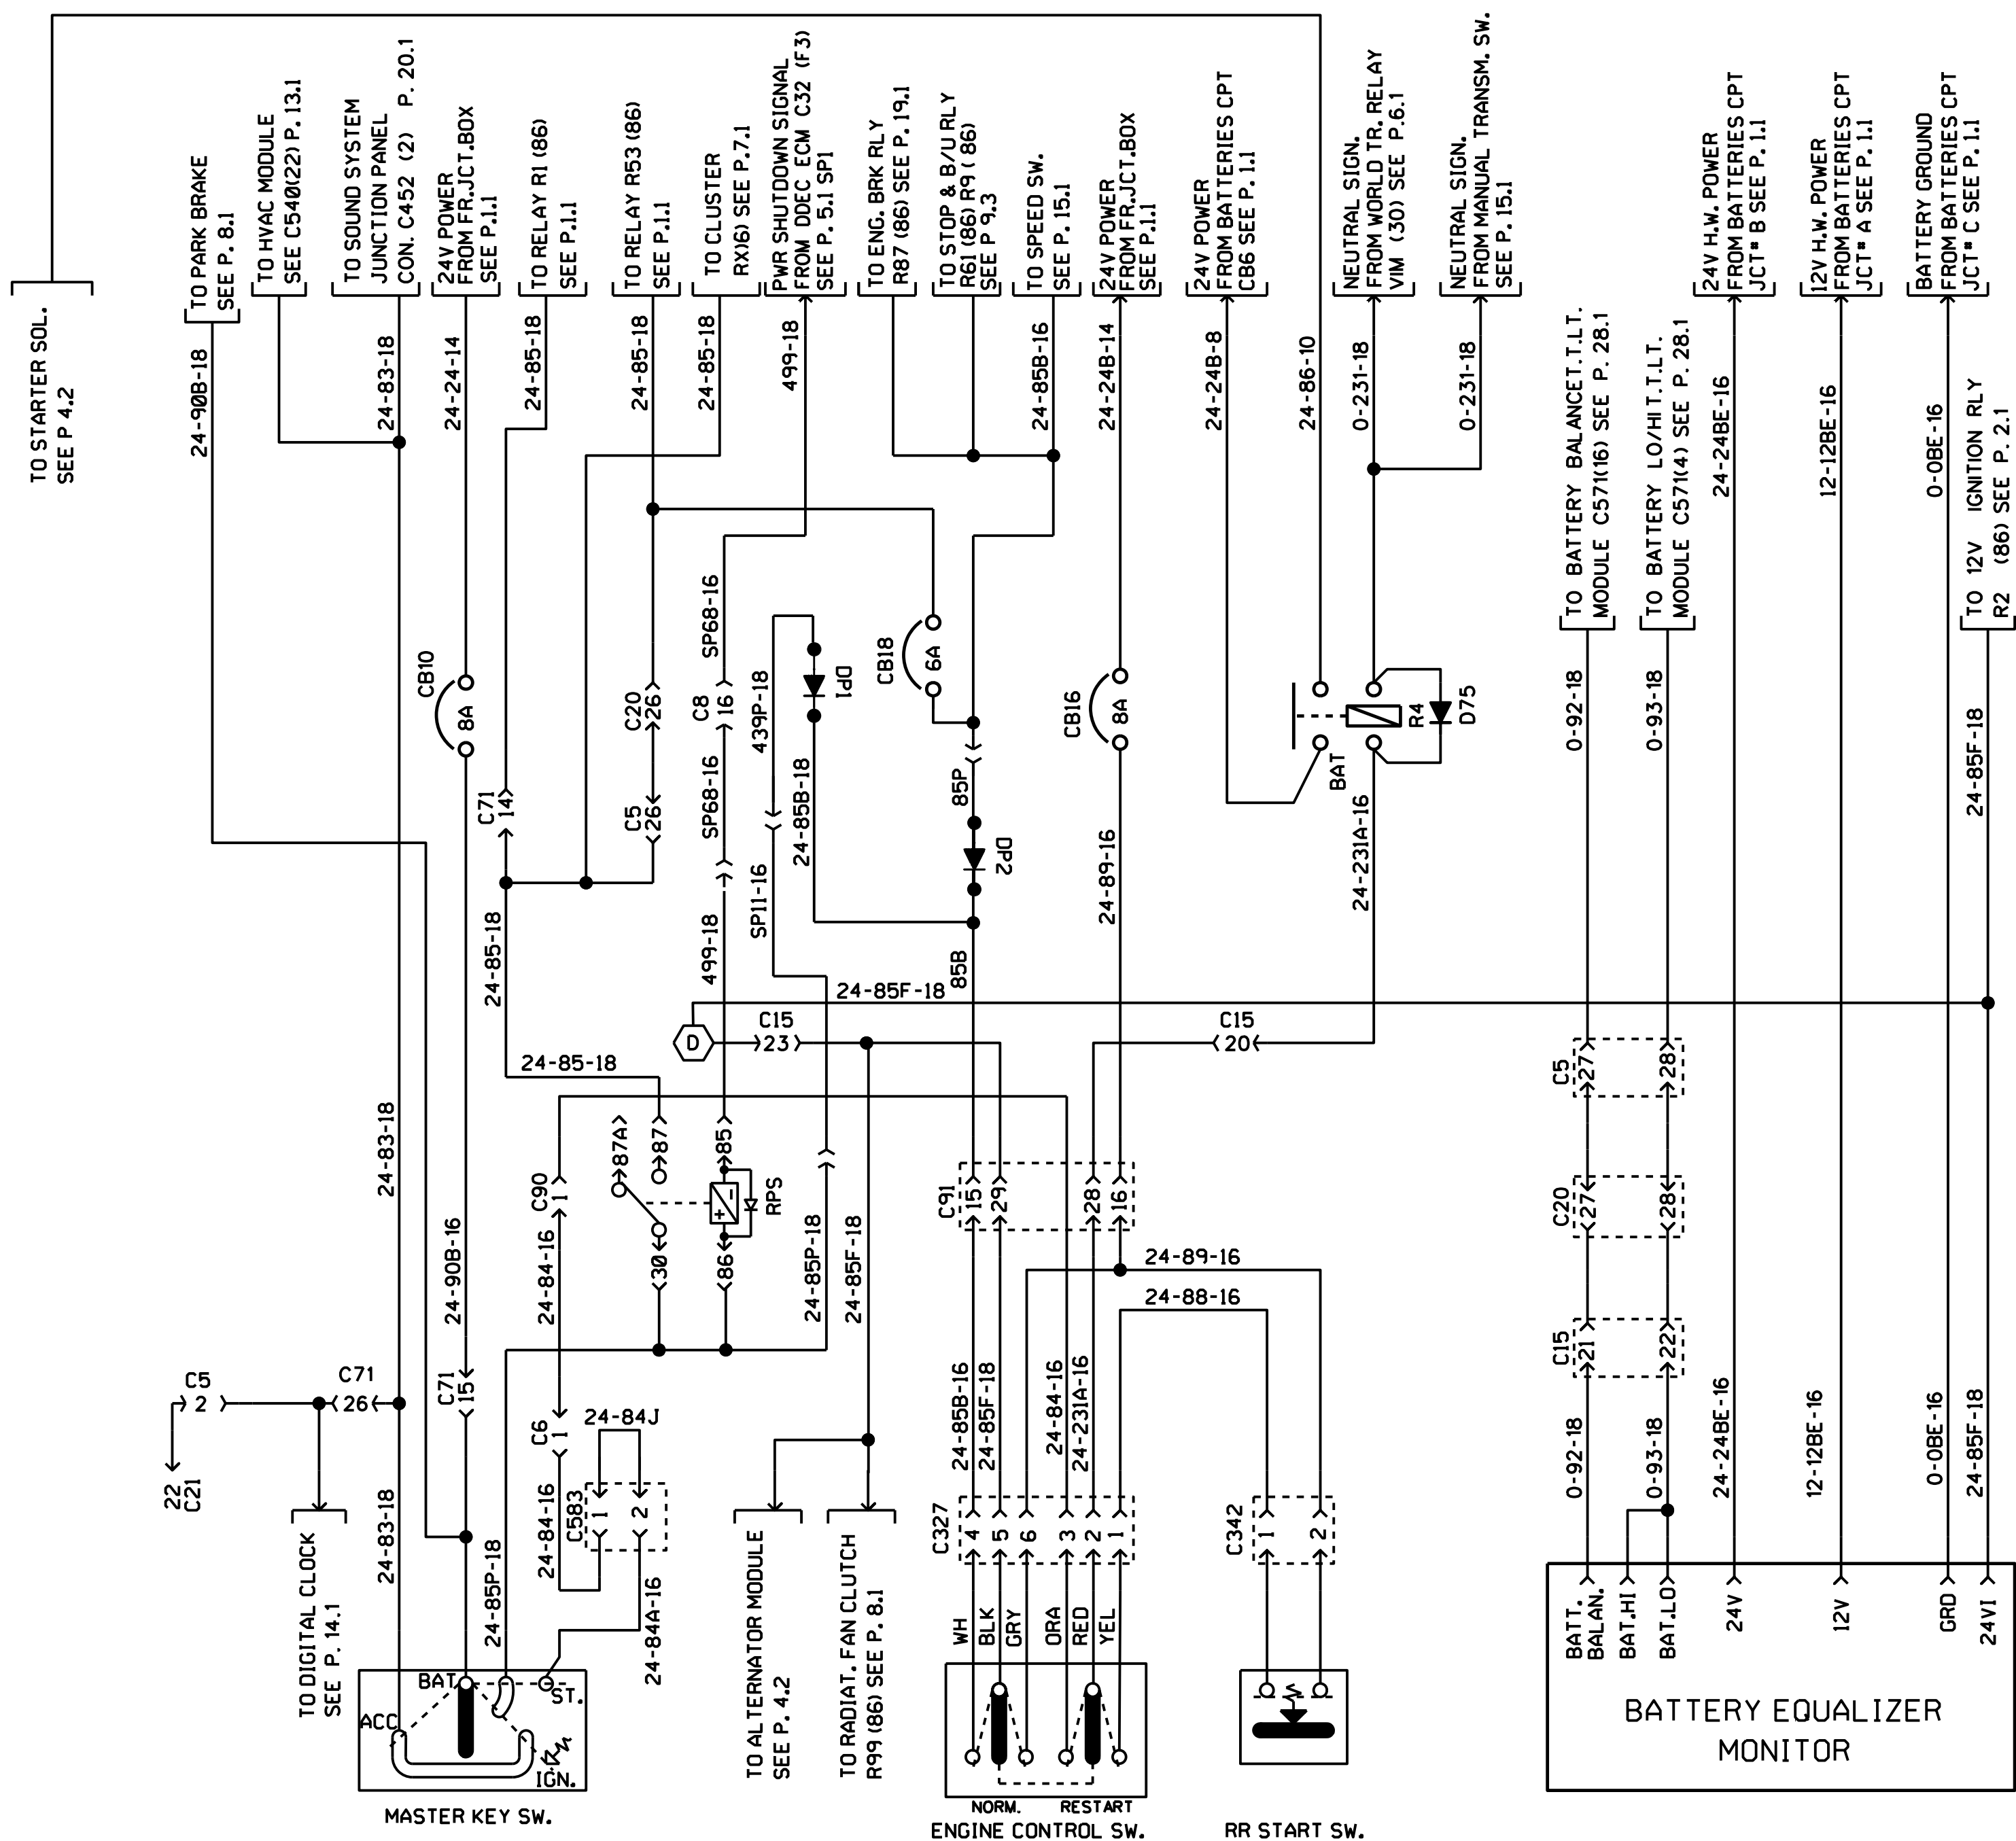 TO STARTER SOL.
SEE P 4.2
TO PARK BRAKE
SEE P. 8.1
TO HVAC MODULE
SEE C540(22) P. 13.1
TO SOUND SYSTEM
JUNCTION PANEL
CON. C452 (2) P. 20.1
24V POWER
FROM FR.JCT.BOX
SEE P.1.1
TO RELAY R1 (86)
SEE P.1.1
TO RELAY R53 (86)
SEE P.1.1
TO CLUSTER
RX)6) SEE P.7.1
PWR SHUTDOWN SIGNAL
FROM DDEC ECM C32 (F3)
SEE P. 5.1 SP1
TO ENG. BRK RLY
R87 (86) SEE P. 19.1
TO STOP & B/U RLY
R61 (86) R9 ( 86)
SEE P 9.3
TO SPEED SW.
SEE P. 15.1
24V POWER
FROM FR.JCT.BOX
SEE P.1.1
24V POWER
FROM BATTERIES CPT
CB6 SEE P. 1.1
NEUTRAL SIGN.
FROM WORLD TR. RELAY
VIM (30) SEE P.6.1
NEUTRAL SIGN.
FROM MANUAL TRANSM. SW.
SEE P. 15.1
TO BATTERY BALANCET.T.LT.
MODULE C571(16) SEE P. 28.1
TO BATTERY LO/HI T.T.LT.
MODULE C571(4) SEE P. 28.1
24V H.W. POWER
FROM BATTERIES CPT
JCT# B SEE P. 1.1
12V H.W. POWER
FROM BATTERIES CPT
JCT# A SEE P. 1.1
BATTERY GROUND
FROM BATTERIES CPT
JCT# C SEE P. 1.1
TO 12V IGNITION RLY
R2 (86) SEE P. 2.1
24-90B-18
24-83-18
24-24-14
24-85-18
24-85-18
24-85-18
499-18
24-85B-16
24-24B-14
24-24B-8
24-86-10
0-231-18
0-231-18
24-24BE-16
12-12BE-16
0-0BE-16
CB10
8A
C20
26
SP68-16
C8
16
439P-18
DP1
CB18
6A
CB16
8A
BAT
R4
D75
0-92-18
0-93-18
24-85F-18
C71
14
C5
26
SP68-16
24-85B-18
85P
DP2
24-89-16
24-231A-16
24-85-18
499-18
SP11-16
85B
24-85F-18
D
C15
23
C15
20
24-85-18
C5
27
28
24-83-18
87A
87
85
C90
1
RPS
30
86
C91
15
29
28
16
C20
27
28
24-90B-16
24-84-16
24-85P-18
24-85F-18
24-89-16
24-88-16
C5
2
C71
26
C71
15
24-84J
24-85B-16
24-85F-18
24-84-16
24-231A-16
C15
21
22
22
C21
C6
1
24-84-16
C583
1
2
0-92-18
0-93-18
24-24BE-16
12-12BE-16
0-0BE-16
24-85F-18
C327
4
5
6
3
2
1
C342
1
2
TO DIGITAL CLOCK
SEE P. 14.1
24-83-18
24-85P-18
24-84A-16
TO ALTERNATOR MODULE
SEE P. 4.2
TO RADIAT. FAN CLUTCH
R99 (86) SEE P. 8.1
WH
BLK
GRY
ORA
RED
YEL
BATT.
BALAN.
BAT.HI
BAT.LO
24V
12V
GRD
24VI
BAT
ST.
ACC
IGN.
MASTER KEY SW.
NORM.
RESTART
ENGINE CONTROL SW.
RR START SW.
BATTERY EQUALIZER
MONITOR